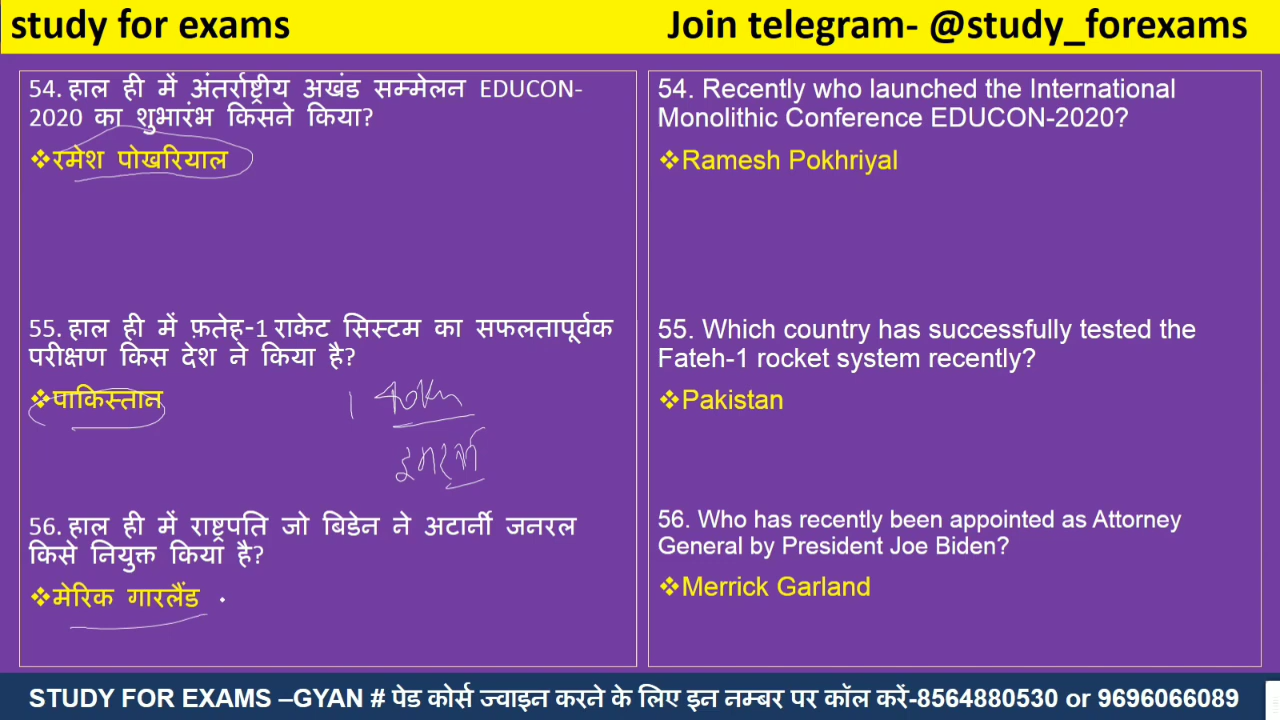 study for exams
Join telegram- @study_forexams
54. हाल ही में अंतर्राष्ट्रीय अखंड सम्मेलन EDUCON-
2020 का शुभारंभ किसने किया?
❖रमेश पोखरियाल
55. हाल ही में फ़तेह-1 राकेट सिस्टम का सफलतापूर्वक
परीक्षण किस देश ने किया है?
❖पाकिस्तान
140km
56. हाल ही में राष्ट्रपति जो बिडेन ने अटार्नी जनरल
किसे नियुक्त किया है?
❖मेरिक गारलैंड
54. Recently who launched the International
Monolithic Conference EDUCON-2020?
❖Ramesh Pokhriyal
55. Which country has successfully tested the
Fateh-1 rocket system recently?
❖Pakistan
56. Who has recently been appointed as Attorney
General by President Joe Biden?
❖Merrick Garland
STUDY FOR EXAMS –GYAN # पेड कोर्स ज्वाइन करने के लिए इन नम्बर पर कॉल करें-8564880530 or 9696066089